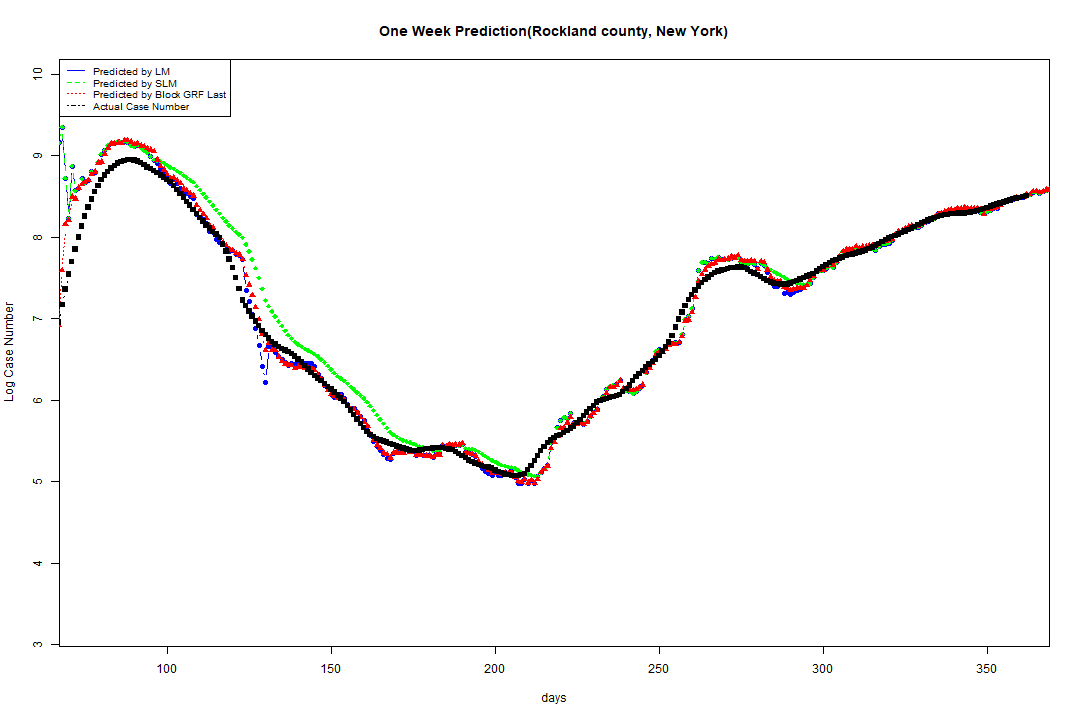 One Week Prediction(Rockland county, New York)
Predicted by LM
Predicted by SLM
Predicted by Block GRF Last
Actual Case Number
10
9
8
7
6
5
4
3
Log Case Number
100 150 200 250 300 350
days